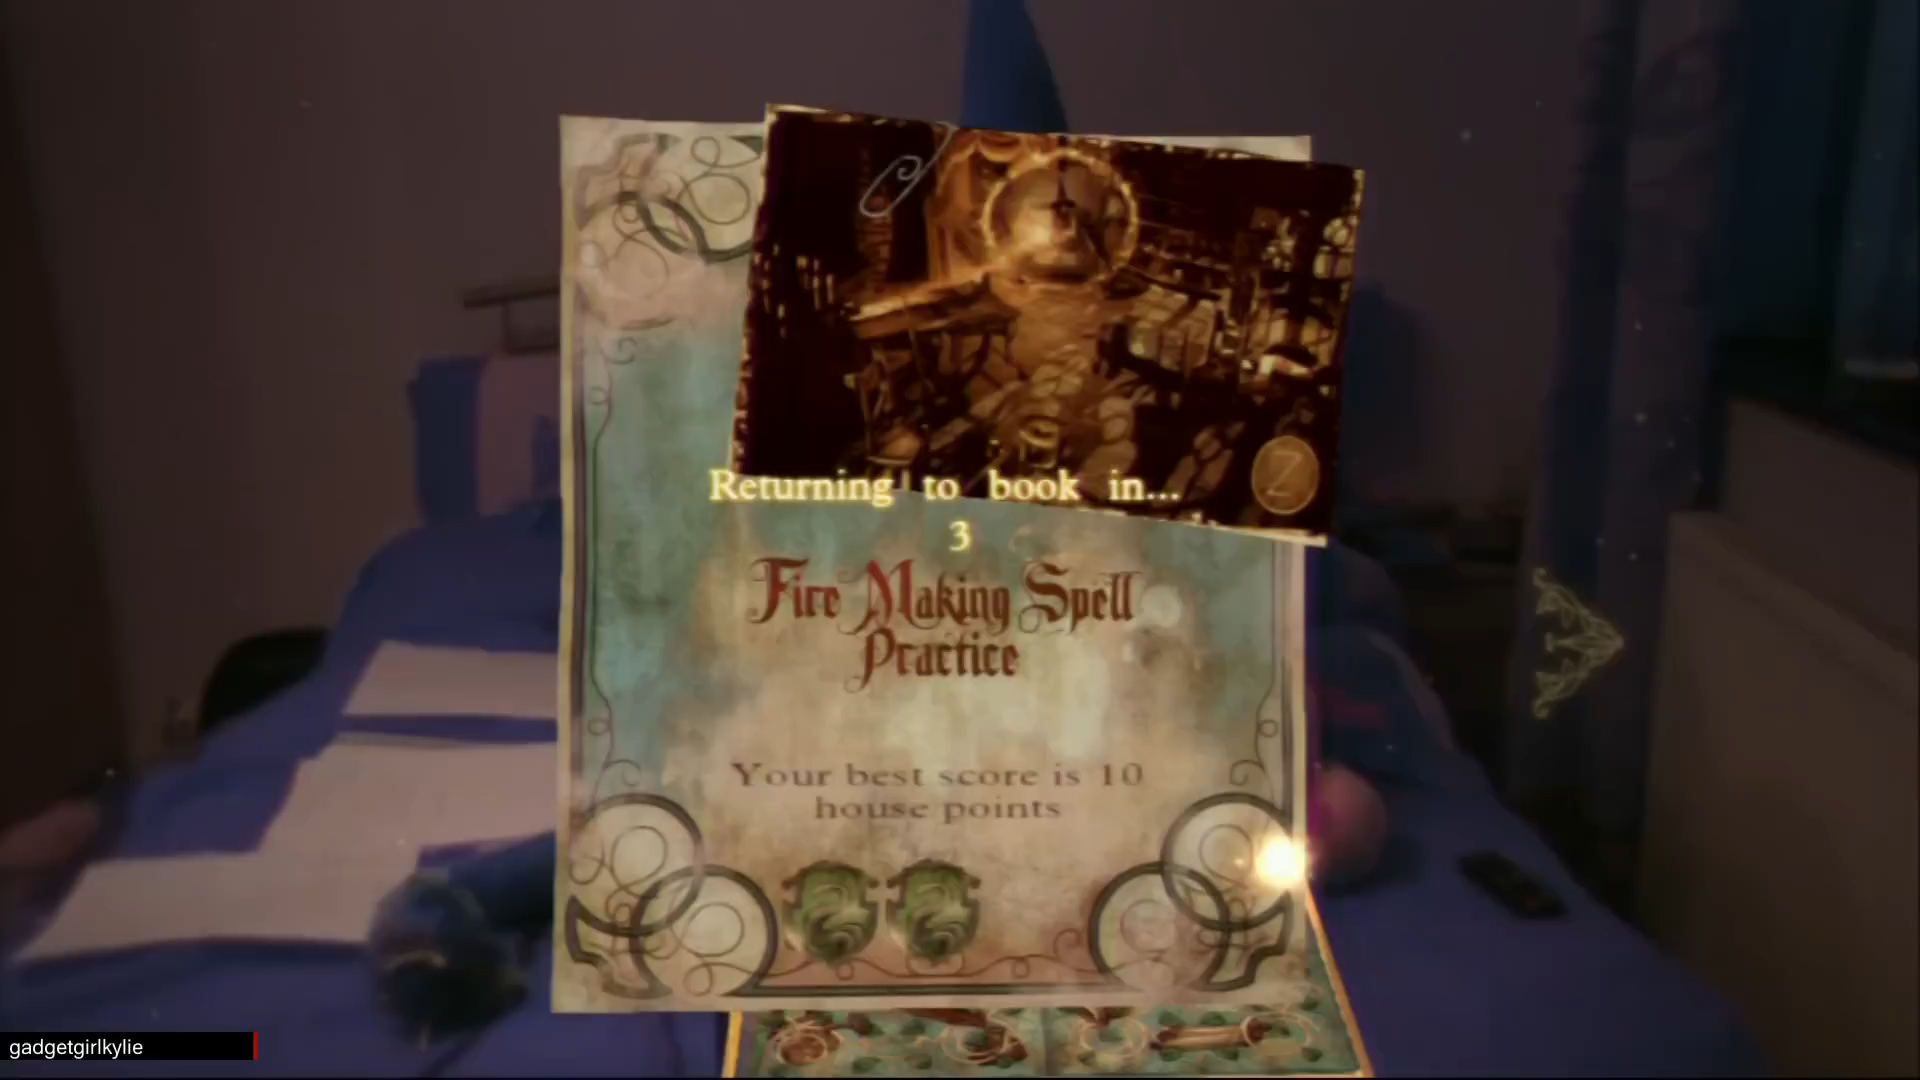 Returning to book in...
3
Fire Making Spell
Practice
Your best score is 10
house points
Z
gadgetgirlkylie